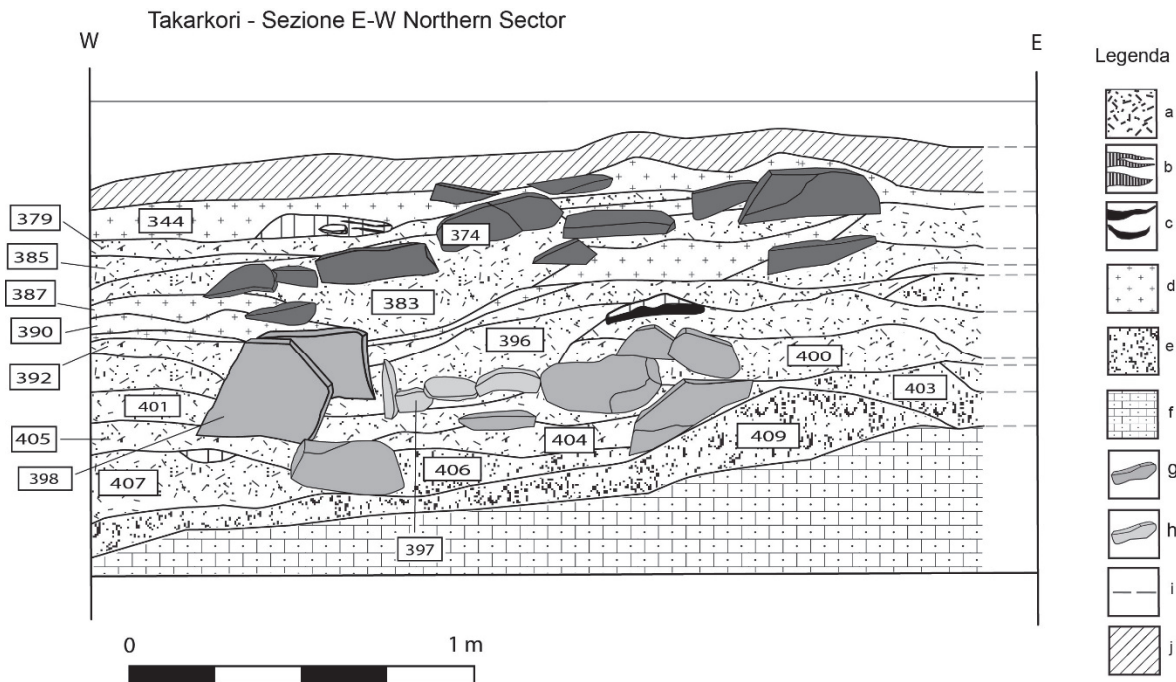 Takarkori - Sezione E-W Northern Sector
W
E
Legenda
a
b
c
d
e
f
g
h
i
j
379
344
385
374
387
383
390
396
392
400
401
403
405
404
409
398
406
407
397
0
1 m